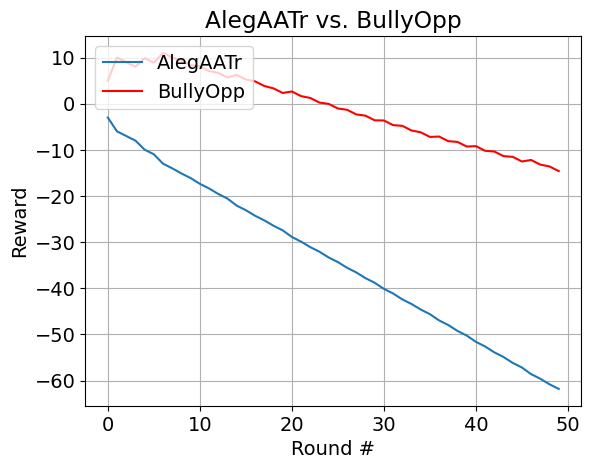 AlegAATr vs. BullyOpp
AlegAATr
BullyOpp
10
0
−10
−20
−30
−40
−50
−60
Reward
0 10 20 30 40 50
Round #